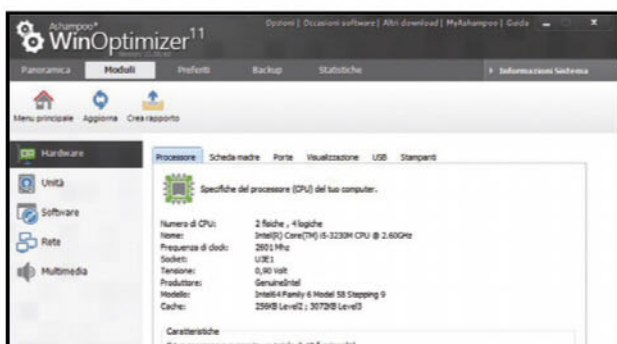 Ashampoo®
WinOptimizer 11
Opzioni | Occasioni software | Altri download | MyAshampoo | Guida
Panoramica Moduli Preferiti Backup Statistiche Informazioni Sistema
Menu principale Aggiorna Crea rapporto
Hardware
Unità
Software
Rete
Multimedia
Processore Scheda madre Porte Visualizzazione USB Stampanti
Specifiche del processore (CPU) del tuo computer.
Numero di CPU: 2 fisiche , 4 logiche
Nome: Intel(R) Core(TM) i5-3230M CPU @ 2.60GHz
Frequenza di clock: 2601 Mhz
Socket: U3E1
Tensione: 0,90 Volt
Produttore: GenuineIntel
Modello: Intel64 Family 6 Model 58 Stepping 9
Cache: 256KB Level2 ; 3072KB Level3
Caratteristiche